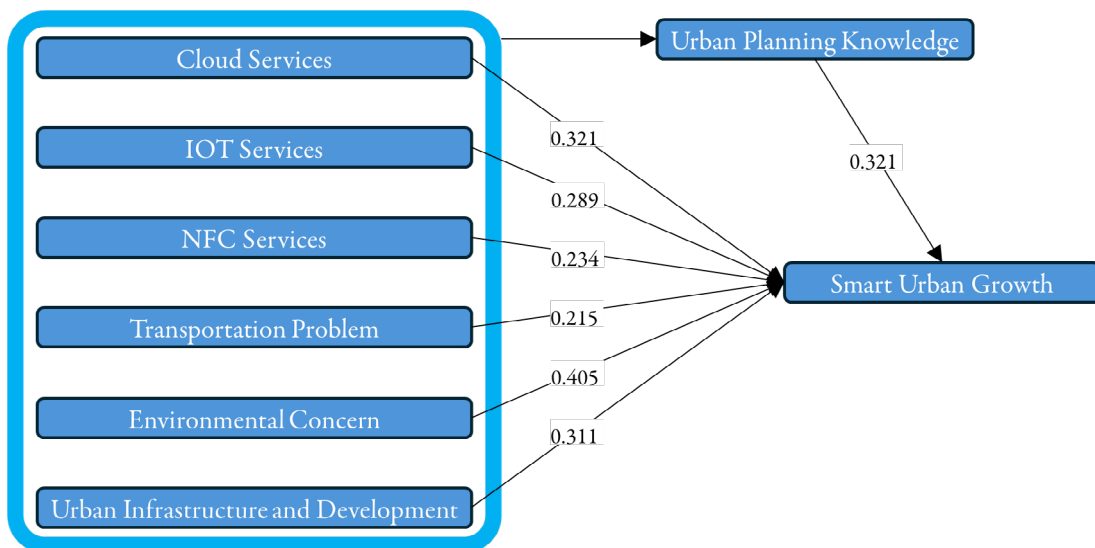 Cloud Services
Urban Planning Knowledge
0.321
IOT Services
0.321
0.289
NFC Services
0.234
Smart Urban Growth
0.215
Transportation Problem
0.405
Environmental Concern
0.311
Urban Infrastructure and Development